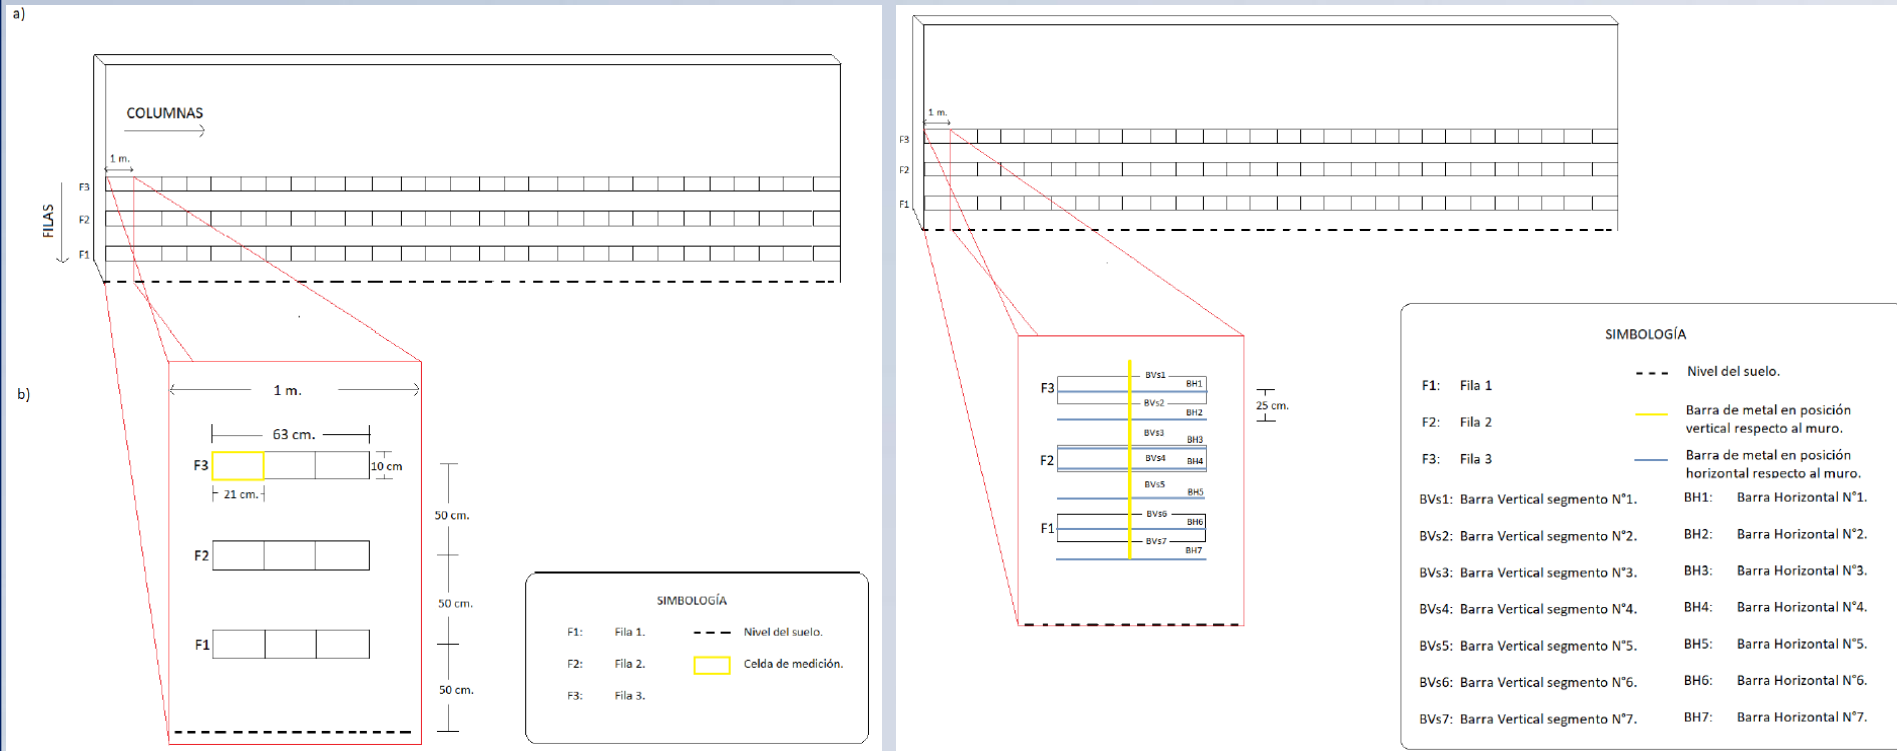 a)
COLUMNAS
1 m.
FILAS
F3
F2
F1
b)
1 m.
63 cm.
F3
10 cm
21 cm.
50 cm.
F2
50 cm.
F1
50 cm.
SIMBOLOGÍA
F1: Fila 1. Nivel del suelo.
F2: Fila 2. Celda de medición.
F3: Fila 3.
1 m.
F3
F2
F1
BVs1
F3 BH1
BVs2
BH2
25 cm.
BVs3
BH3
F2 BVs4 BH4
BVs5
BH5
BVs6
F1 BH6
BVs7
BH7
SIMBOLOGÍA
Nivel del suelo.
F1: Fila 1
Barra de metal en posición
vertical respecto al muro.
F2: Fila 2
Barra de metal en posición
horizontal respecto al muro.
F3: Fila 3
BVs1: Barra Vertical segmento N°1. BH1: Barra Horizontal N°1.
BVs2: Barra Vertical segmento N°2. BH2: Barra Horizontal N°2.
BVs3: Barra Vertical segmento N°3. BH3: Barra Horizontal N°3.
BVs4: Barra Vertical segmento N°4. BH4: Barra Horizontal N°4.
BVs5: Barra Vertical segmento N°5. BH5: Barra Horizontal N°5.
BVs6: Barra Vertical segmento N°6. BH6: Barra Horizontal N°6.
BVs7: Barra Vertical segmento N°7. BH7: Barra Horizontal N°7.